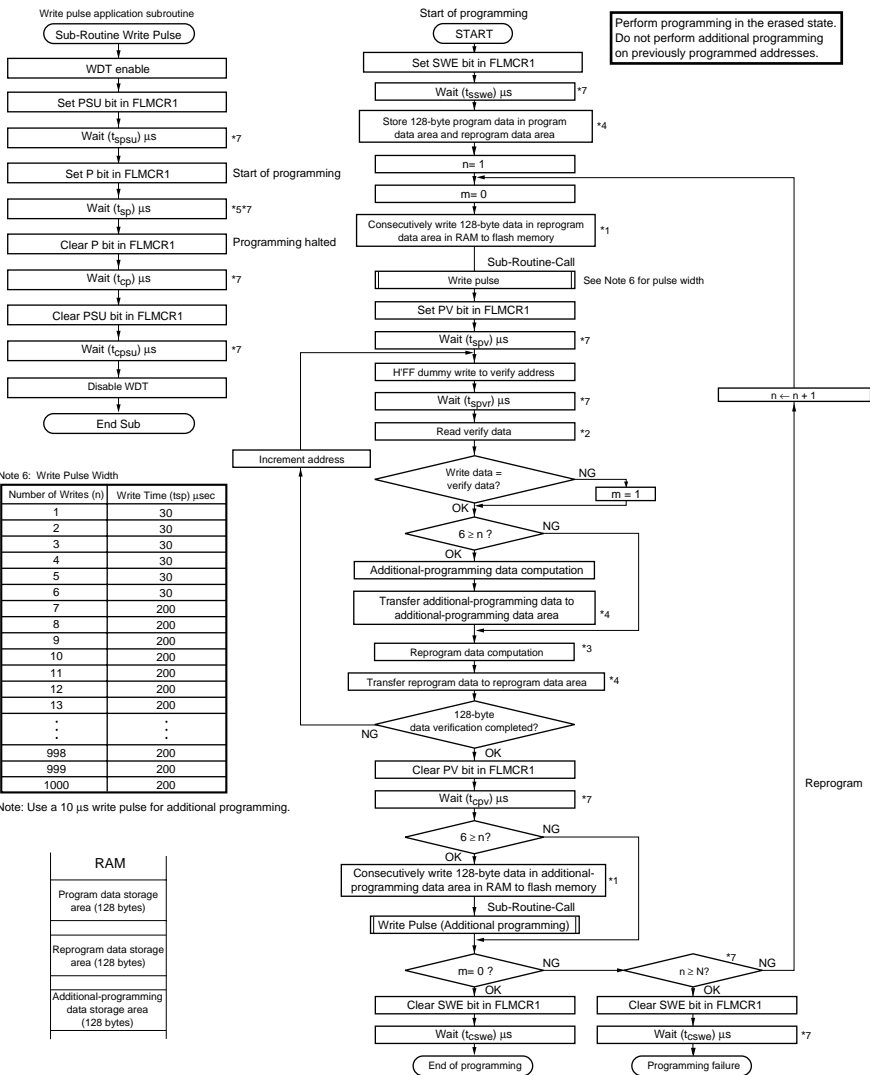 Write pulse application subroutine
Sub-Routine Write Pulse
WDT enable
Set PSU bit in FLMCR1
Wait (tspsu) μs
*7
Set P bit in FLMCR1
Start of programming
Wait (tsp) μs
*5*7
Clear P bit in FLMCR1
Programming halted
Wait (tcp) μs
*7
Clear PSU bit in FLMCR1
Wait (tcpsu) μs
*7
Disable WDT
End Sub
Note 6: Write Pulse Width
Number of Writes (n) Write Time (tsp) μsec
1 30
2 30
3 30
4 30
5 30
6 30
7 200
8 200
9 200
10 200
11 200
12 200
13 200
998 200
999 200
1000 200
Note: Use a 10 μs write pulse for additional programming.
RAM
Program data storage
area (128 bytes)
Reprogram data storage
area (128 bytes)
Additional-programming
data storage area
(128 bytes)
Start of programming
START
Set SWE bit in FLMCR1
Wait (tsswe) μs
*7
Store 128-byte program data in program
data area and reprogram data area
*4
n= 1
m= 0
Consecutively write 128-byte data in reprogram
data area in RAM to flash memory
*1
Sub-Routine-Call
Write pulse
See Note 6 for pulse width
Set PV bit in FLMCR1
Wait (tspv) μs
*7
H'FF dummy write to verify address
Wait (tspvr) μs
*7
Read verify data
*2
Increment address
Write data =
verify data?
NG
m = 1
OK
6 ≥ n ?
NG
OK
Additional-programming data computation
Transfer additional-programming data to
additional-programming data area
*4
Reprogram data computation
*3
Transfer reprogram data to reprogram data area
*4
128-byte
data verification completed?
NG
OK
Clear PV bit in FLMCR1
Wait (tcpv) μs
*7
6 ≥ n?
NG
OK
Consecutively write 128-byte data in additional-
programming data area in RAM to flash memory
*1
Sub-Routine-Call
Write Pulse (Additional programming)
m= 0 ?
NG
OK
Clear SWE bit in FLMCR1
Wait (tcswe) μs
End of programming
*7
n ≥ N?
NG
OK
Clear SWE bit in FLMCR1
Wait (tcswe) μs
*7
Programming failure
n ← n + 1
Reprogram
Perform programming in the erased state.
Do not perform additional programming
on previously programmed addresses.